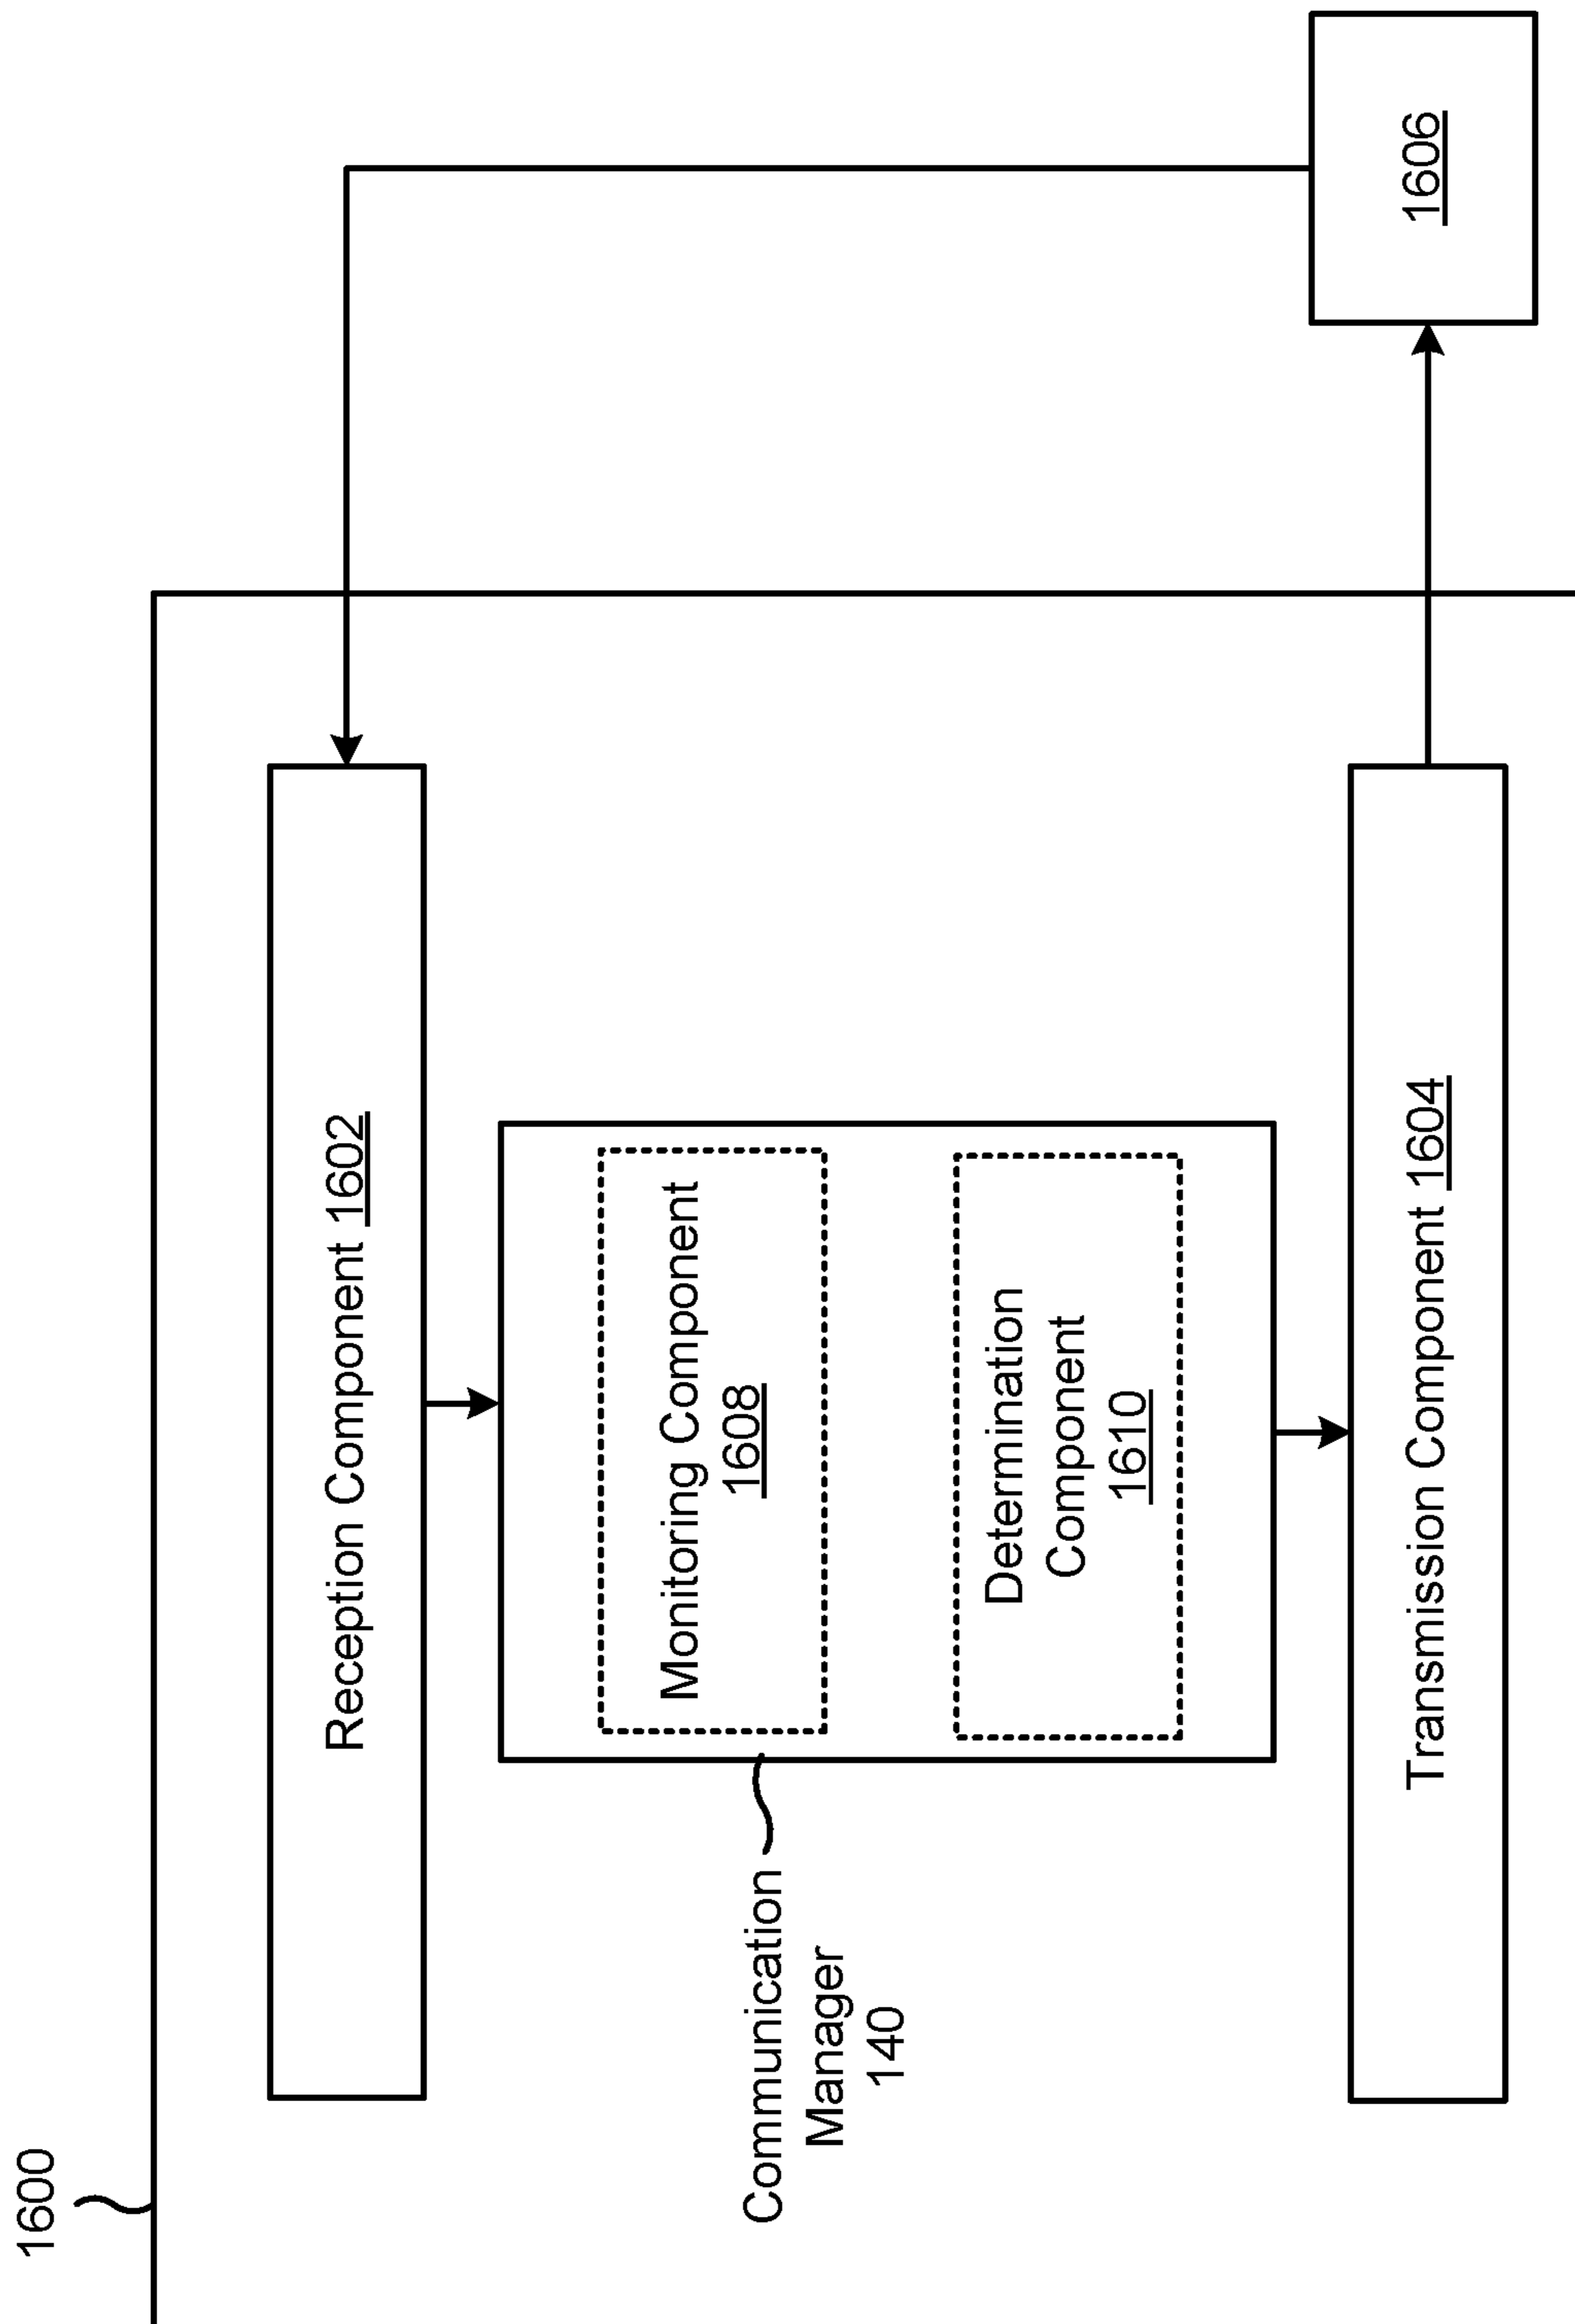 1600
Reception Component 1602
Communication
Manager
140
Monitoring Component
1608
Determination
Component
1610
Transmission Component 1604
1606